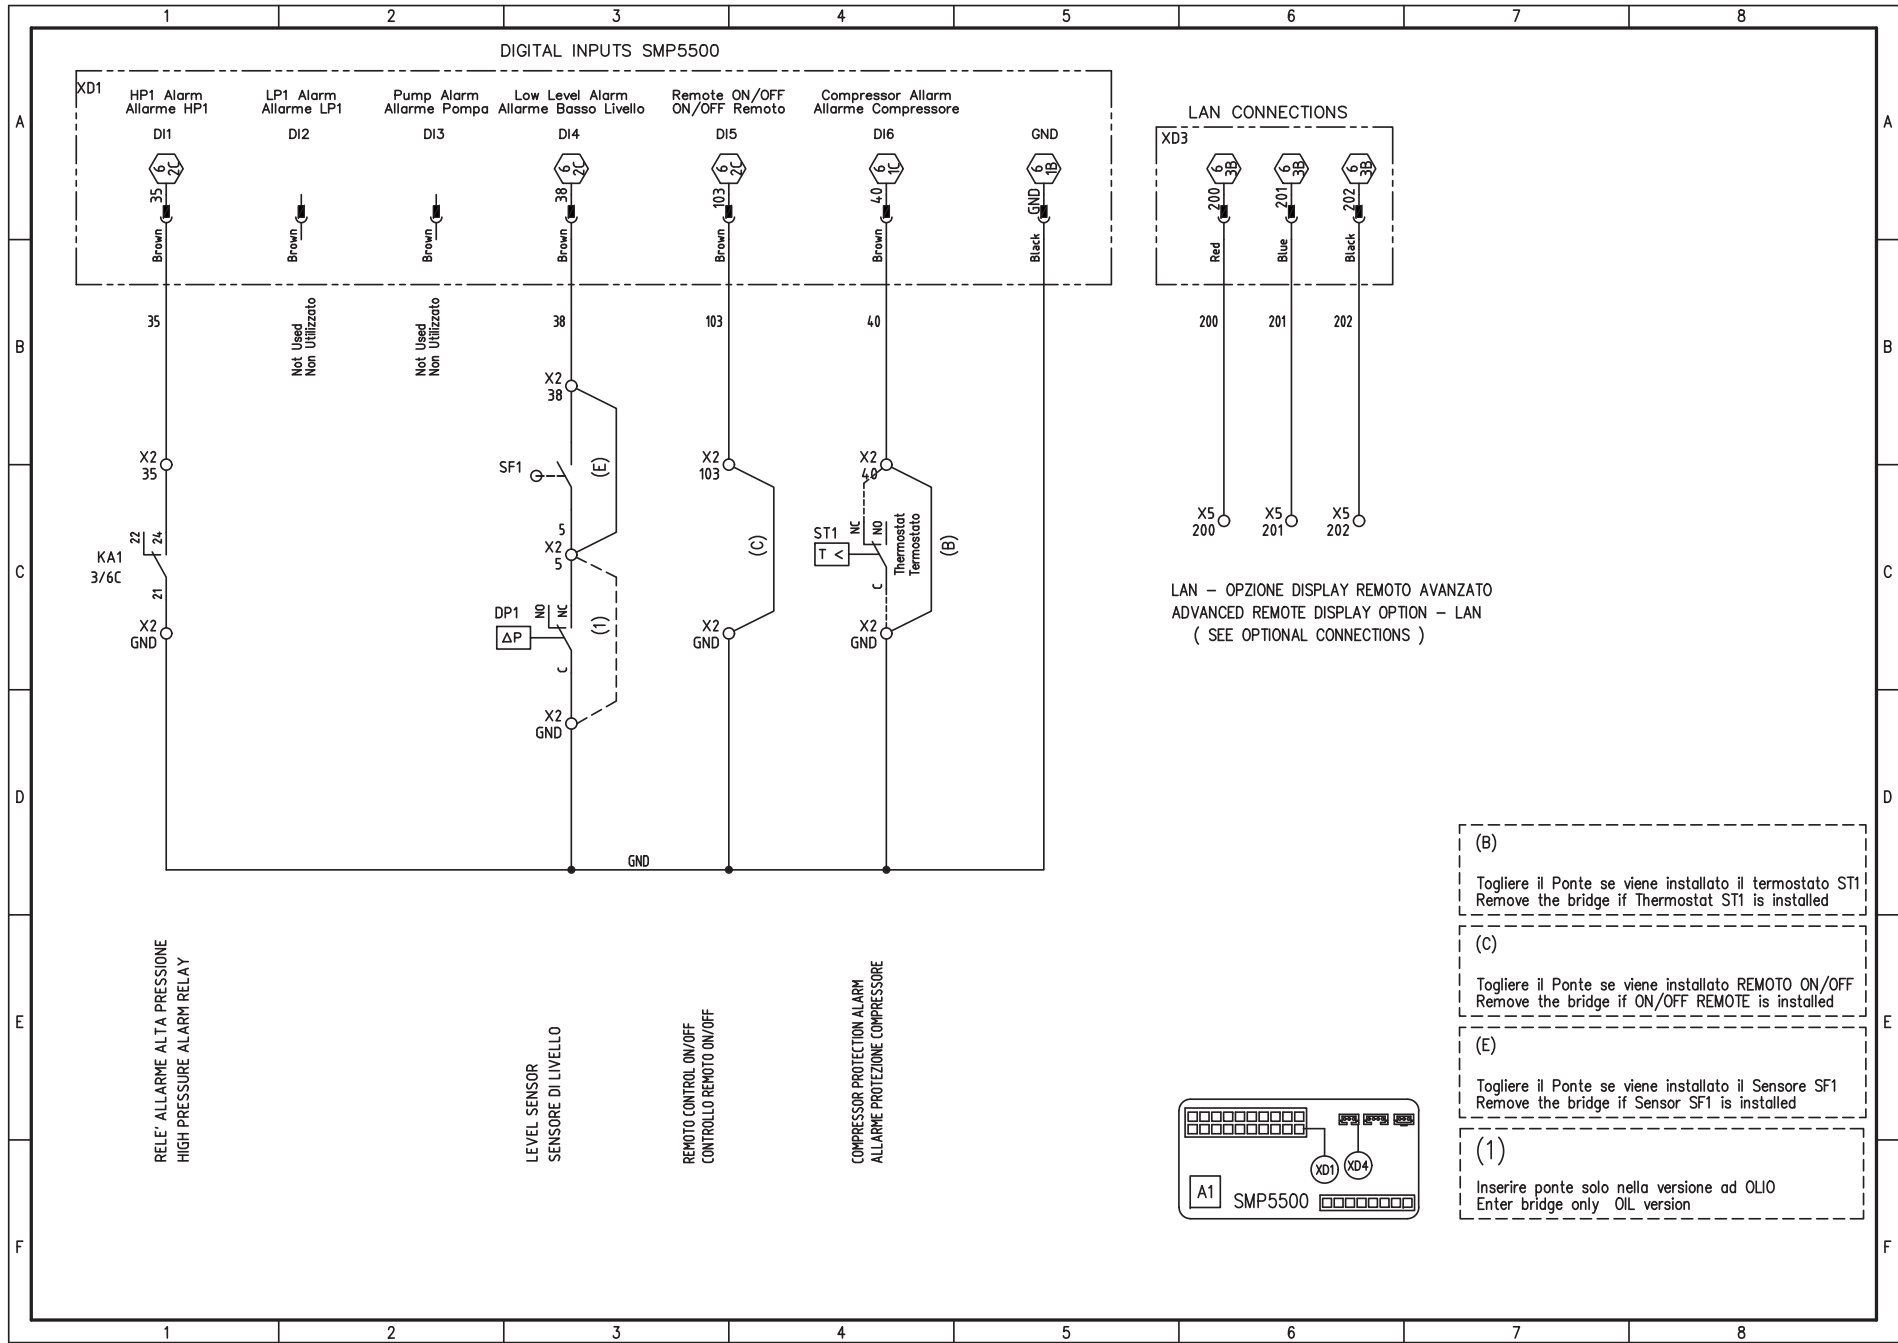 1 2 3 4 5 6 7 8
A
B
C
D
E
F
DIGITAL INPUTS SMP5500
XD1
HP1 Alarm
Allarme HP1
DI1
LP1 Alarm
Allarme LP1
DI2
Pump Alarm
Allarme Pompa
DI3
Low Level Alarm
Allarme Basso Livello
DI4
Remote ON/OFF
ON/OFF Remoto
DI5
Compressor Allarm
Allarme Compressore
DI6
GND
6
2C
35
Brown
Brown
Brown
6
2C
38
Brown
6
2C
103
Brown
6
1C
40
Brown
6
1B
GND
Black
LAN CONNECTIONS
XD3
6
3B
200
Red
6
3B
201
Blue
6
3B
202
Black
35
Not Used
Non Utilizzato
Not Used
Non Utilizzato
38
103
40
200
201
202
X2
35
22
24
KA1
3/6C
21
X2
GND
X2
38
SF1
(E)
5
X2
5
DP1
ΔP
NO
NC
(1)
C
X2
GND
X2
103
(C)
X2
GND
X2
40
ST1
T <
NC
NO
Thermostat
Termostato
(B)
C
X2
GND
X5
200
X5
201
X5
202
LAN – OPZIONE DISPLAY REMOTO AVANZATO
ADVANCED REMOTE DISPLAY OPTION – LAN
( SEE OPTIONAL CONNECTIONS )
GND
RELE' ALLARME ALTA PRESSIONE
HIGH PRESSURE ALARM RELAY
LEVEL SENSOR
SENSORE DI LIVELLO
REMOTO CONTROL ON/OFF
CONTROLLO REMOTO ON/OFF
COMPRESSOR PROTECTION ALARM
ALLARME PROTEZIONE COMPRESSORE
(B)
Togliere il Ponte se viene installato il termostato ST1
Remove the bridge if Thermostat ST1 is installed
(C)
Togliere il Ponte se viene installato REMOTO ON/OFF
Remove the bridge if ON/OFF REMOTE is installed
(E)
Togliere il Ponte se viene installato il Sensore SF1
Remove the bridge if Sensor SF1 is installed
(1)
Inserire ponte solo nella versione ad OLIO
Enter bridge only OIL version
XD1
XD4
A1
SMP5500
A
B
C
D
E
F
1 2 3 4 5 6 7 8